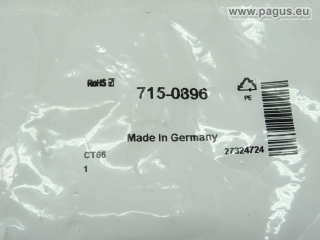 www.pagus.eu
RoHS
715-0896
PE
Made in Germany
27324724
CT66
1